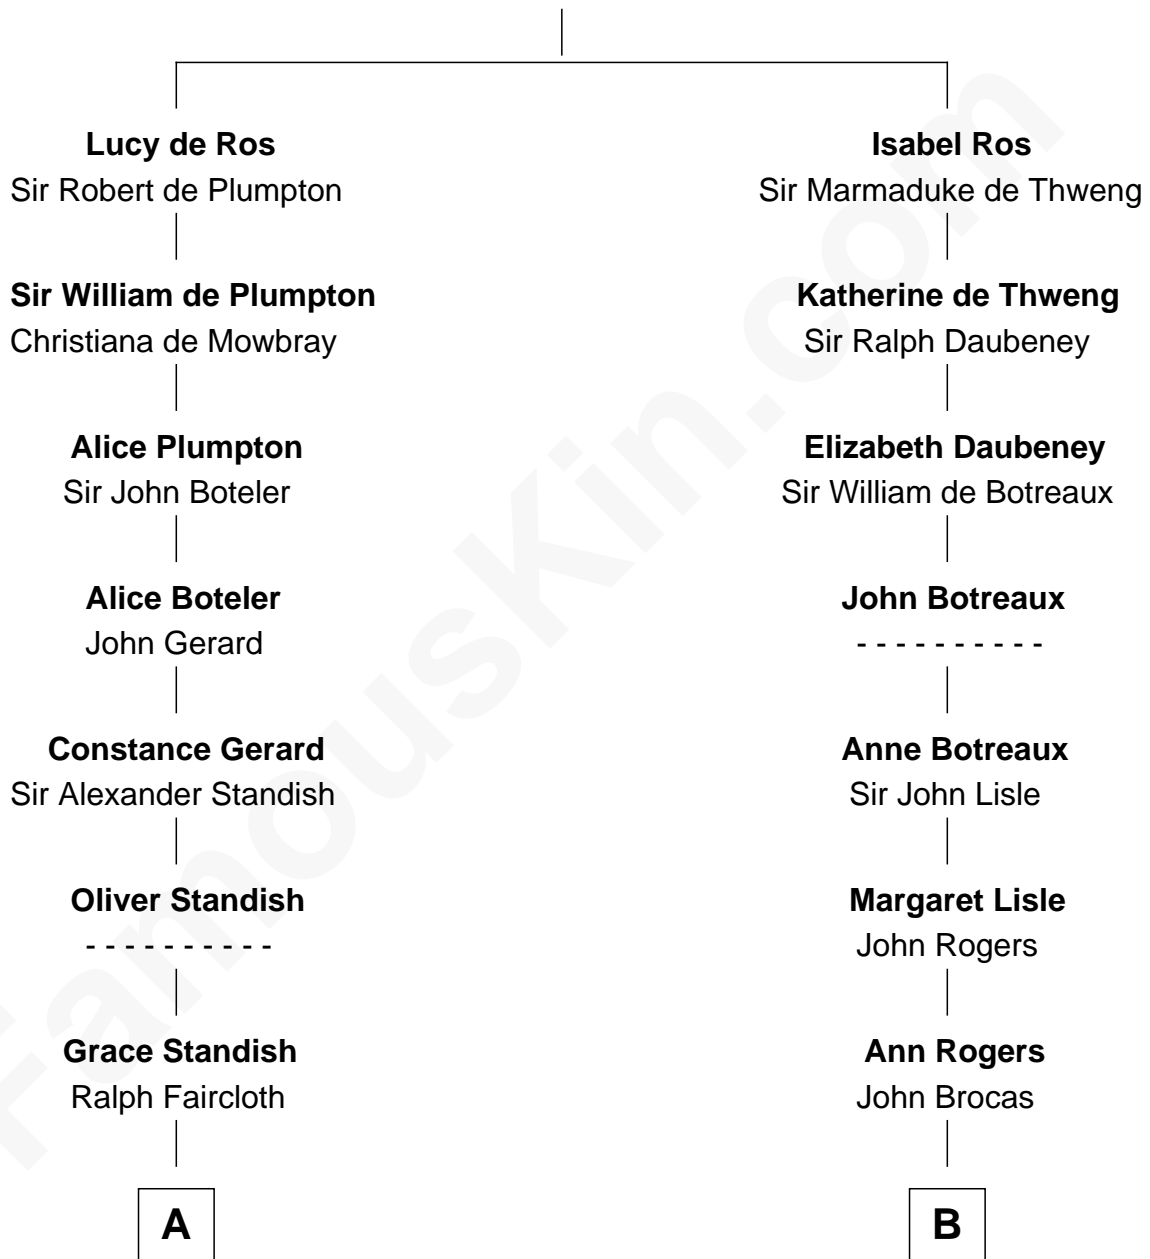 Lucy de Ros
Sir Robert de Plumpton
Isabel Ros
Sir Marmaduke de Thweng
Sir William de Plumpton
Christiana de Mowbray
Katherine de Thweng
Sir Ralph Daubeney
Alice Plumpton
Sir John Boteler
Elizabeth Daubeney
Sir William de Botreaux
Alice Boteler
John Gerard
John Botreaux
- - - - - - - - - -
Constance Gerard
Sir Alexander Standish
Anne Botreaux
Sir John Lisle
Oliver Standish
- - - - - - - - - -
Margaret Lisle
John Rogers
Grace Standish
Ralph Faircloth
Ann Rogers
John Brocas
A
B
FamousKin.com